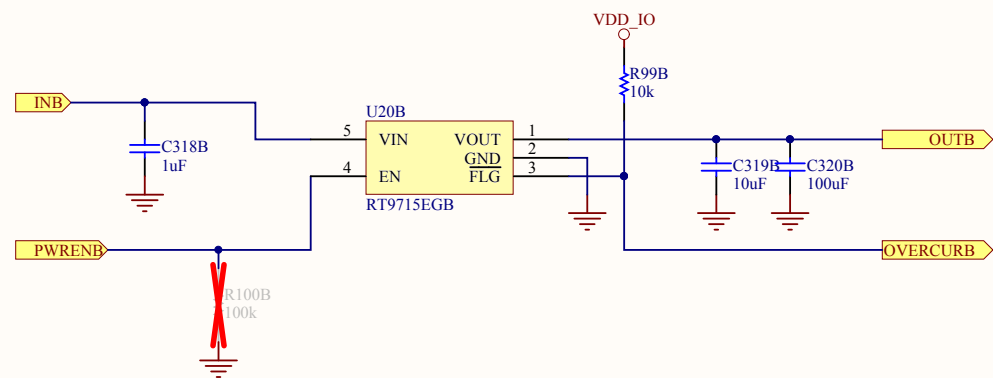 VDD_IO
R99B
10k
INB
U20B
5
VIN
VOUT
1
OUTB
C318B
1uF
GND
2
4
EN
FLG
3
C319B
10uF
C320B
100uF
RT9715EGB
PWRENB
OVERCURB
R100B
100k